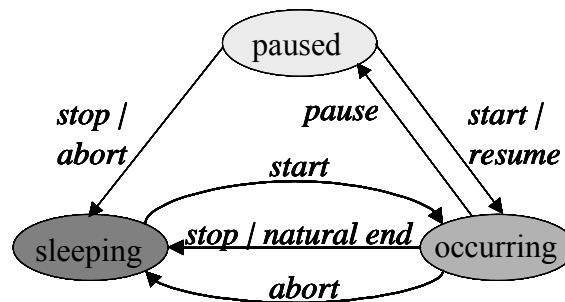 paused
stop |
abort
pause
start |
resume
start
sleeping
stop | natural end
occurring
abort